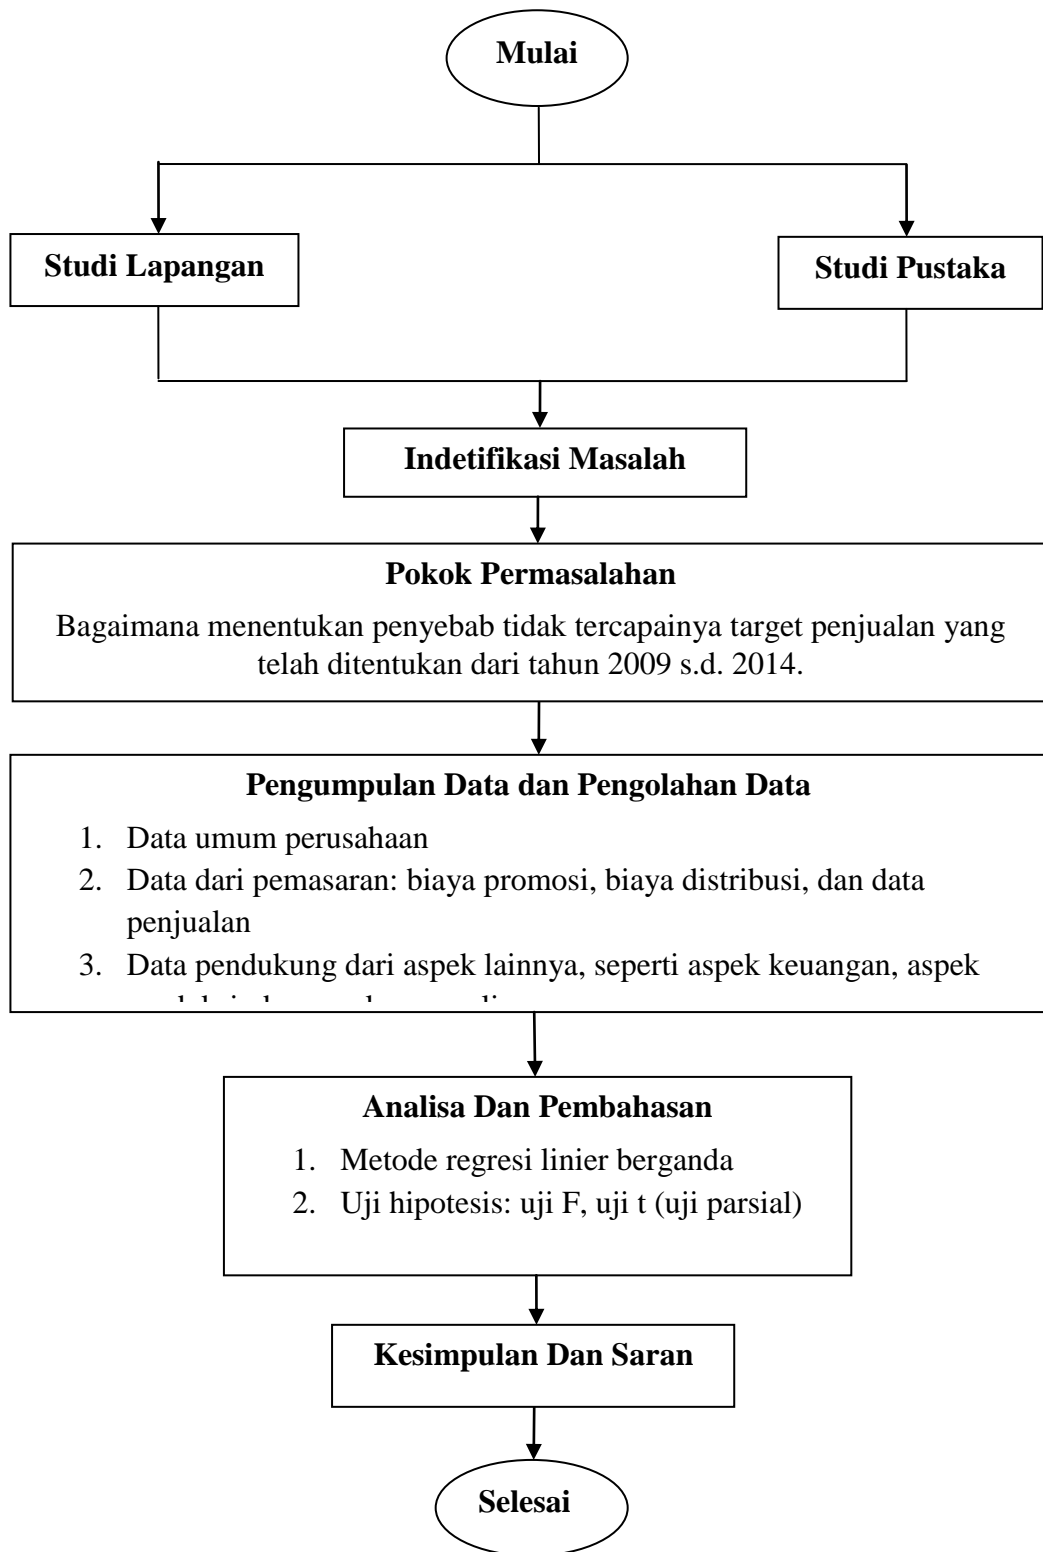 Mulai
Studi Lapangan
Studi Pustaka
Indetifikasi Masalah
Pokok Permasalahan
Bagaimana menentukan penyebab tidak tercapainya target penjualan yang
telah ditentukan dari tahun 2009 s.d. 2014.
Pengumpulan Data dan Pengolahan Data
1. Data umum perusahaan
2. Data dari pemasaran: biaya promosi, biaya distribusi, dan data
penjualan
3. Data pendukung dari aspek lainnya, seperti aspek keuangan, aspek
Analisa Dan Pembahasan
1. Metode regresi linier berganda
2. Uji hipotesis: uji F, uji t (uji parsial)
Kesimpulan Dan Saran
Selesai